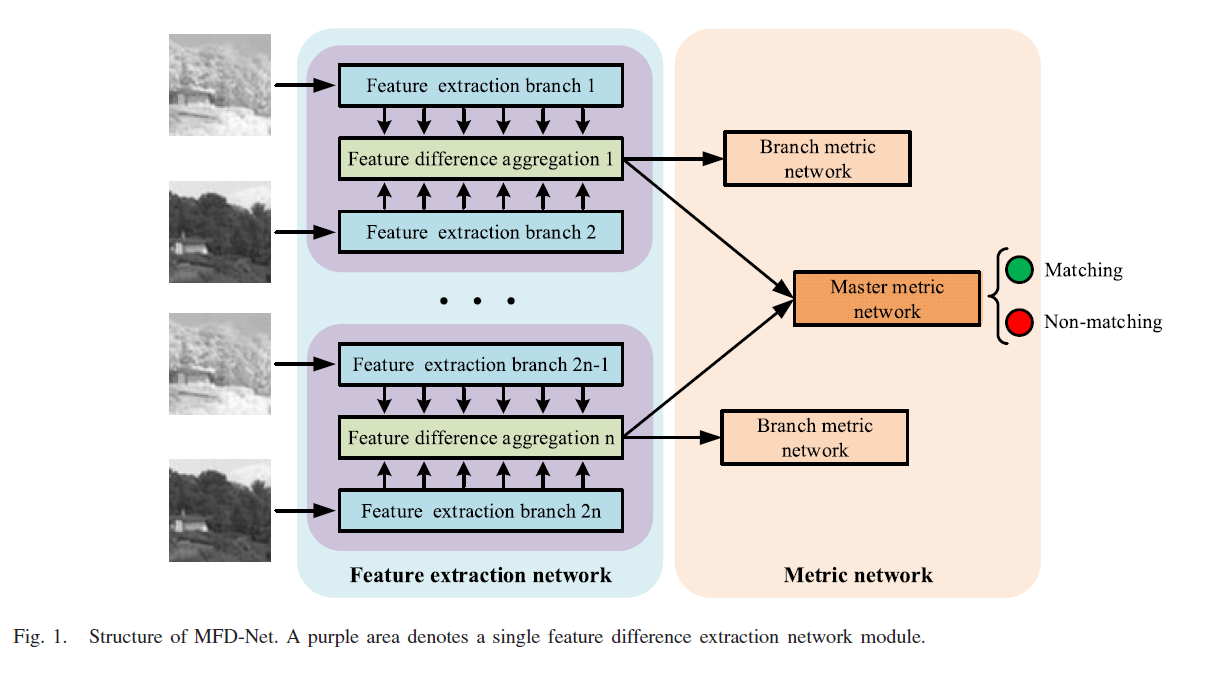 Feature extraction branch 1
Feature difference aggregation 1
Feature extraction branch 2
Branch metric
network
Master metric
network
Matching
Non-matching
• • •
Feature extraction branch 2n-1
Feature difference aggregation n
Feature extraction branch 2n
Branch metric
network
Feature extraction network
Metric network
Fig. 1. Structure of MFD-Net. A purple area denotes a single feature difference extraction network module.